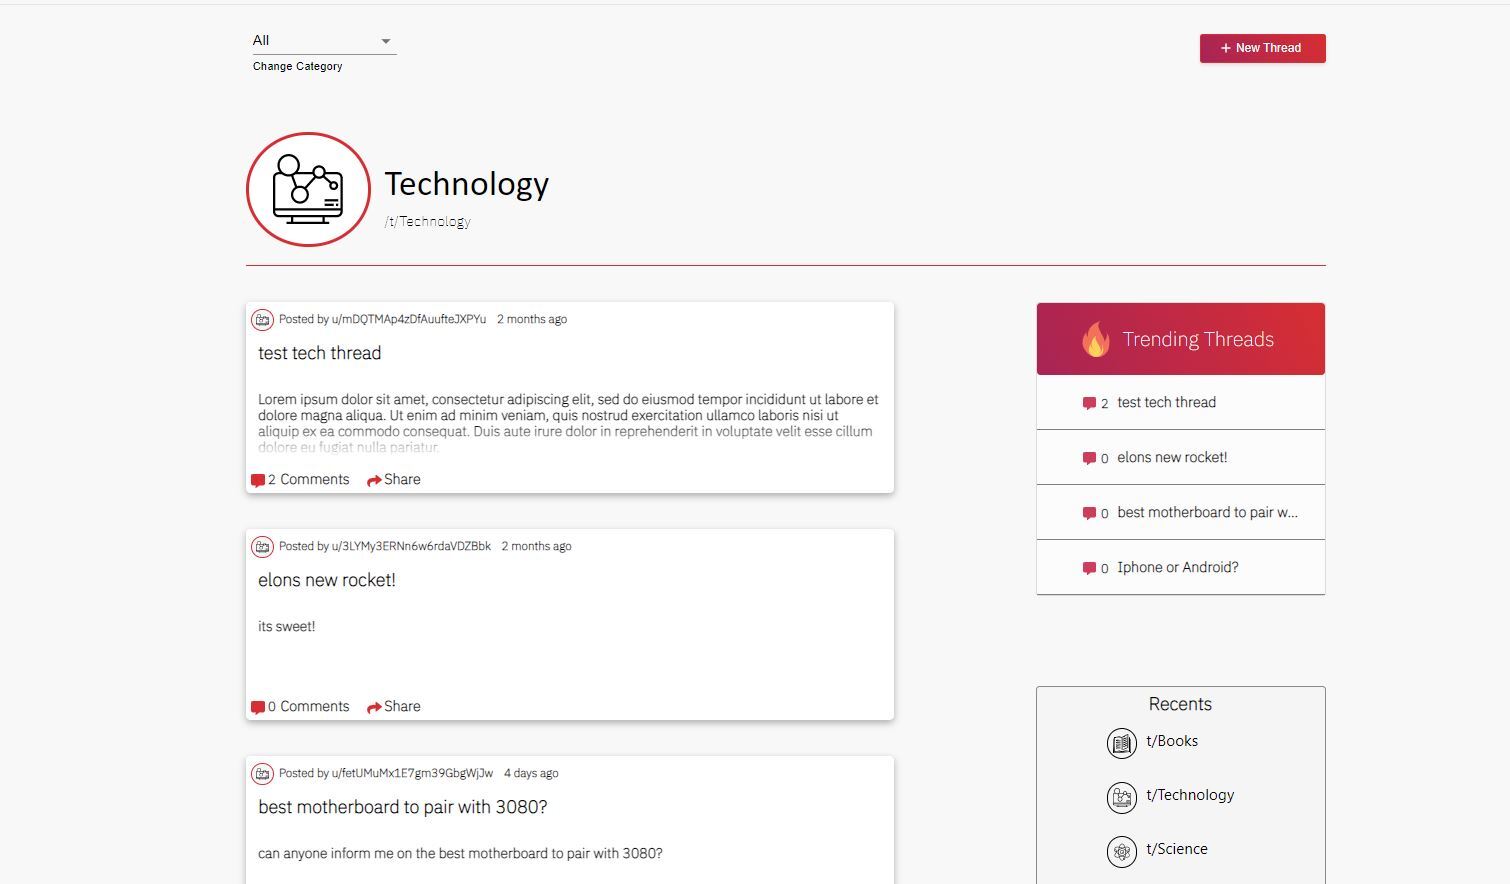 All
Change Category
+ New Thread
Technology
/t/Technology
Posted by u/mDQTMAp4zDfAuufteJXPYu 2 months ago
test tech thread
Lorem ipsum dolor sit amet, consectetur adipiscing elit, sed do eiusmod tempor incididunt ut labore et
dolore magna aliqua. Ut enim ad minim veniam, quis nostrud exercitation ullamco laboris nisi ut
aliquip ex ea commodo consequat. Duis aute irure dolor in reprehenderit in voluptate velit esse cillum
dolore eu fugiat nulla pariatur.
2 Comments Share
Posted by u/3LYMy3ERNn6w6rdaVDZBbk 2 months ago
elons new rocket!
its sweet!
0 Comments Share
Posted by u/fetUMuMx1E7gm39GbgWjJw 4 days ago
best motherboard to pair with 3080?
can anyone inform me on the best motherboard to pair with 3080?
Trending Threads
2 test tech thread
0 elons new rocket!
0 best motherboard to pair w...
0 Iphone or Android?
Recents
t/Books
t/Technology
t/Science